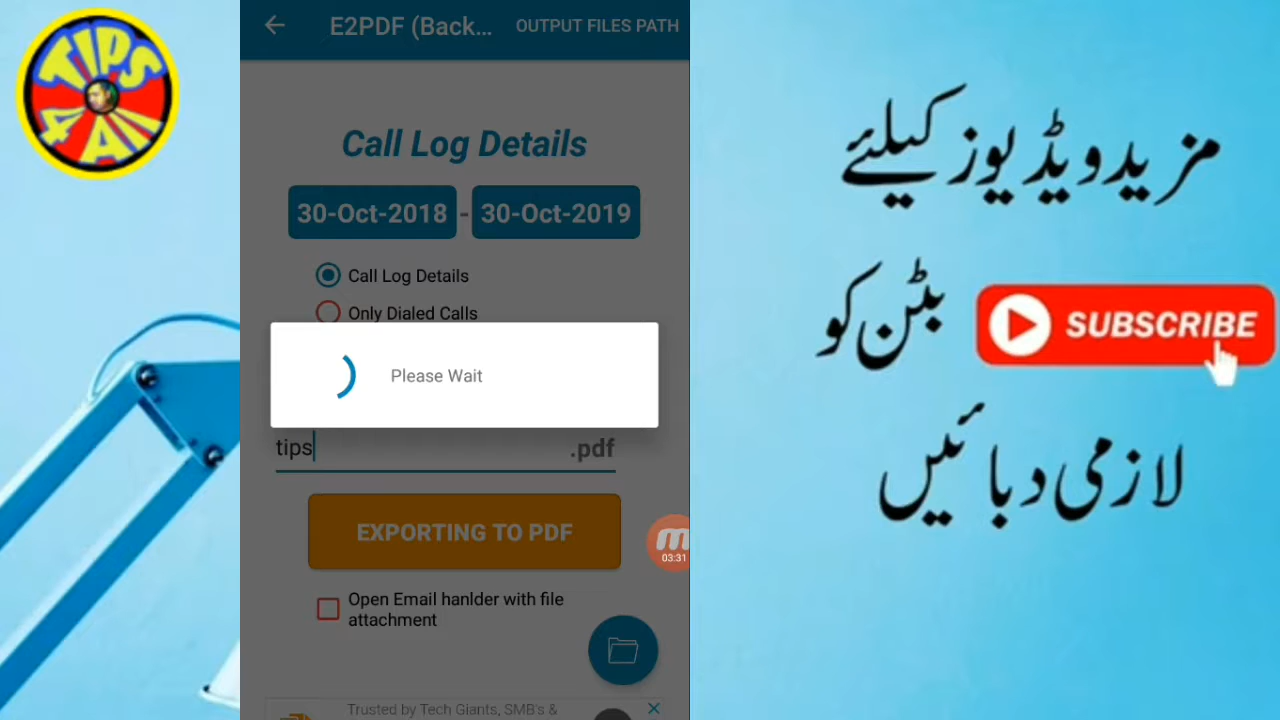 TIPS
4 All
E2PDF (Back...
OUTPUT FILES PATH
Call Log Details
30-Oct-2018 - 30-Oct-2019
Call Log Details
Only Dialed Calls
Please Wait
tips
.pdf
EXPORTING TO PDF
03:31
Open Email hanlder with file
attachment
Trusted by Tech Giants, SMB's &
مزید ویڈیوز کیلئے
بٹن کو
SUBSCRIBE
لازمی دبائیں